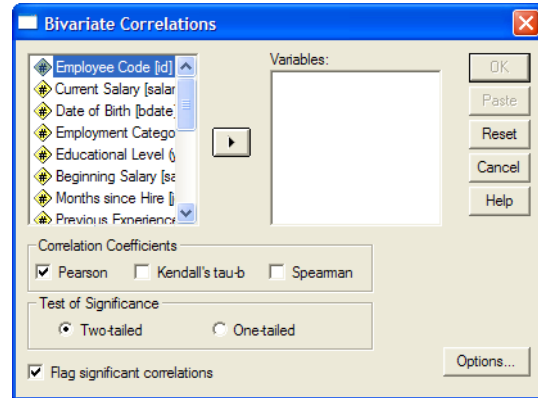 Bivariate Correlations
Employee Code [id]
Current Salary [salar
Date of Birth [bdate]
Employment Catego
Educational Level (y
Beginning Salary [sa
Months since Hire [j
Previous Experience
Variables:
OK
Paste
Reset
Cancel
Help
Correlation Coefficients
Pearson Kendall's tau-b Spearman
Test of Significance
Two-tailed One-tailed
Flag significant correlations
Options...